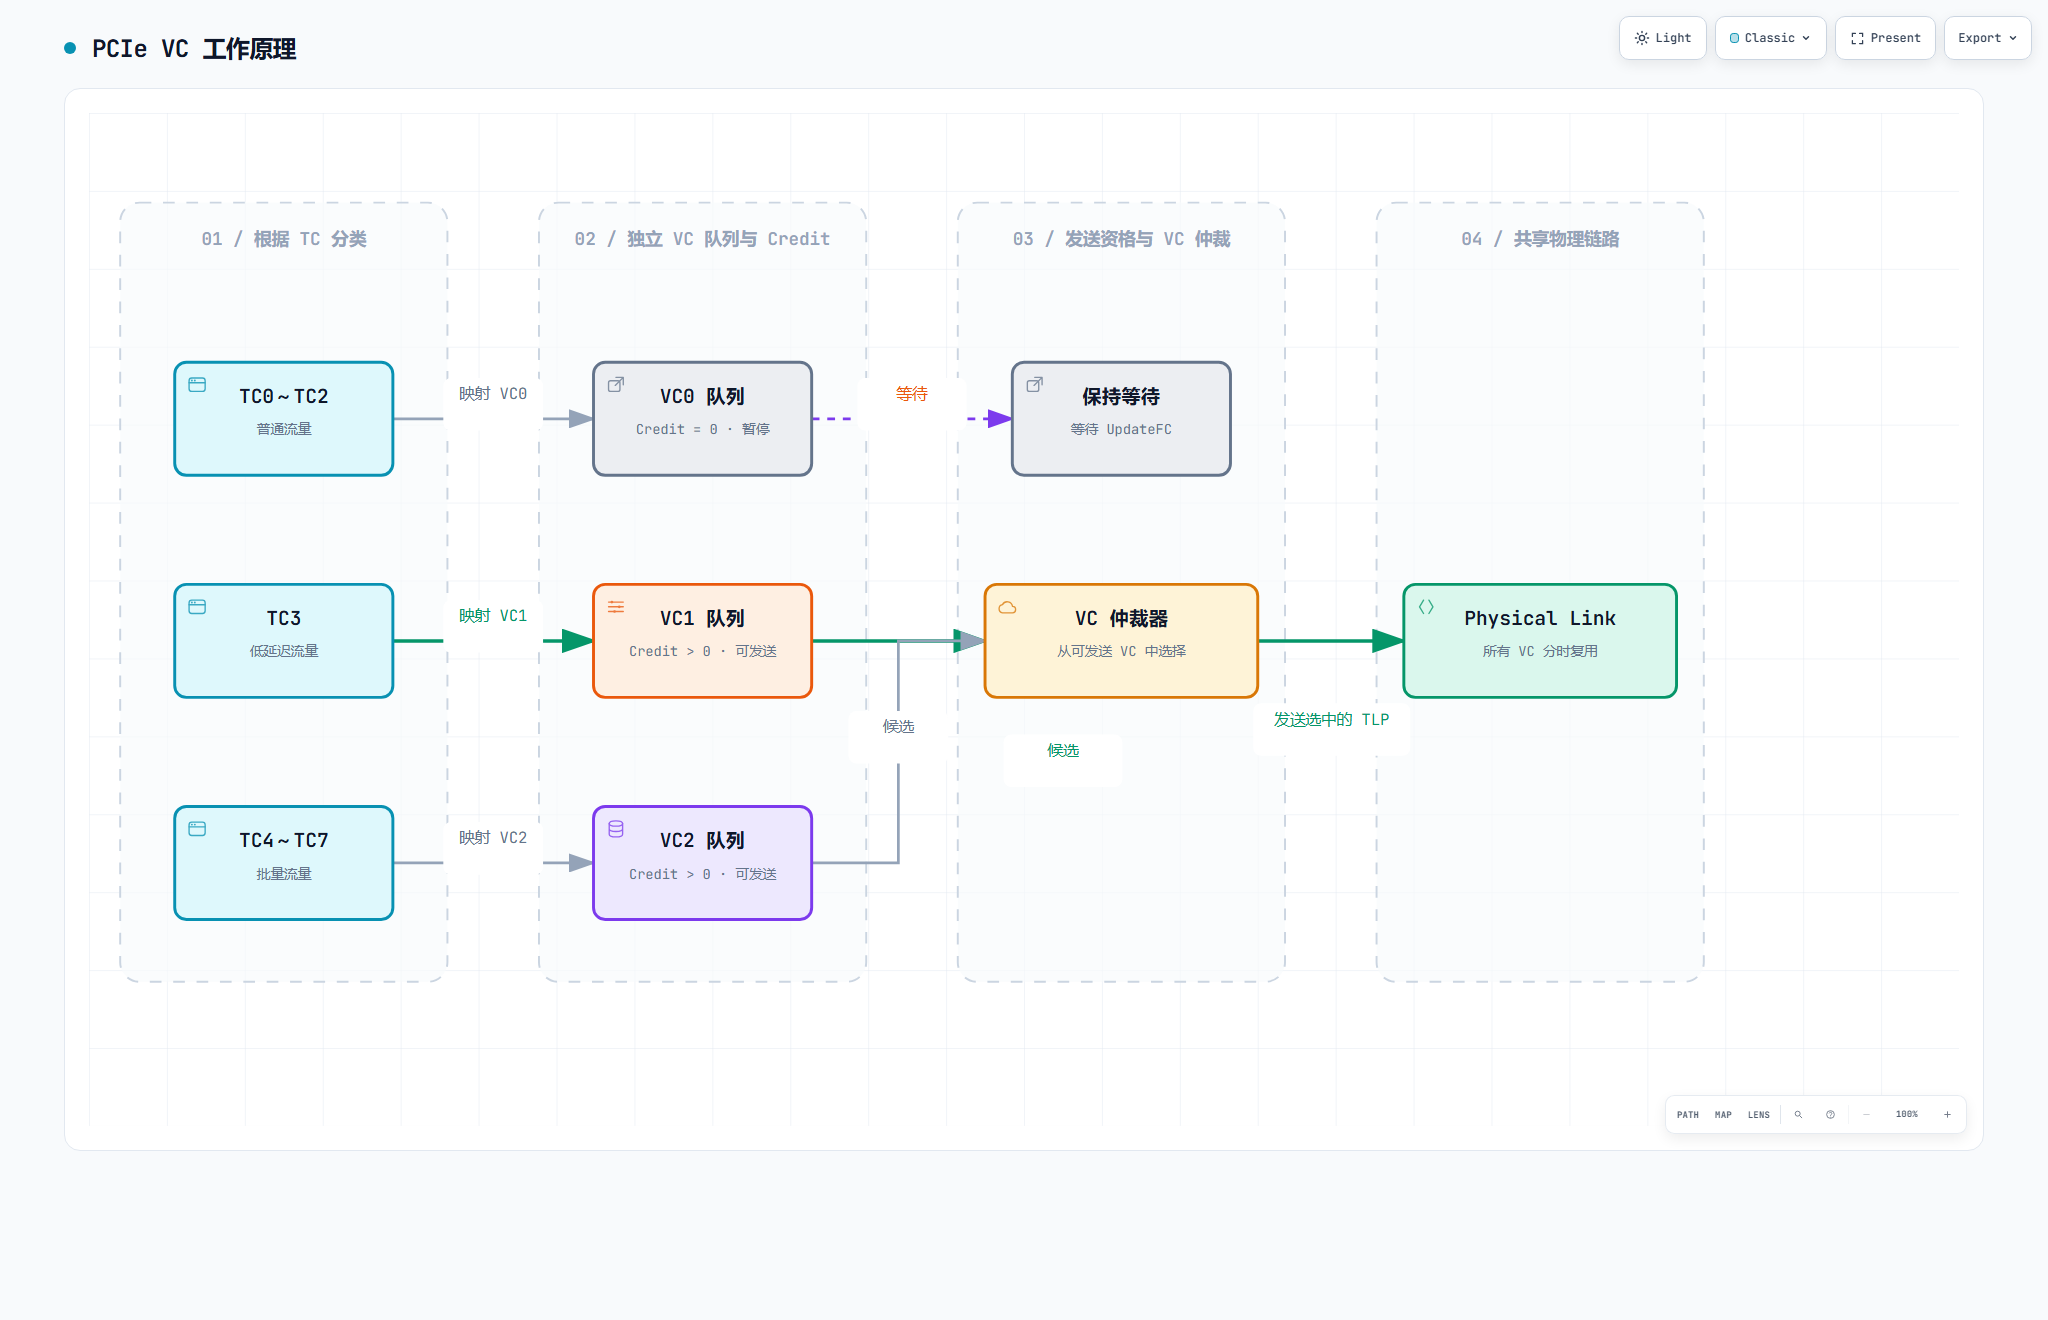 PCIe VC 工作原理
Light
Classic
Present
Export
01 / 根据 TC 分类
02 / 独立 VC 队列与 Credit
03 / 发送资格与 VC 仲裁
04 / 共享物理链路
TC0～TC2
普通流量
映射 VC0
VC0 队列
Credit = 0 · 暂停
等待
保持等待
等待 UpdateFC
TC3
低延迟流量
映射 VC1
VC1 队列
Credit > 0 · 可发送
VC 仲裁器
从可发送 VC 中选择
Physical Link
所有 VC 分时复用
候选
候选
发送选中的 TLP
TC4～TC7
批量流量
映射 VC2
VC2 队列
Credit > 0 · 可发送
PATH
MAP
LENS
100%